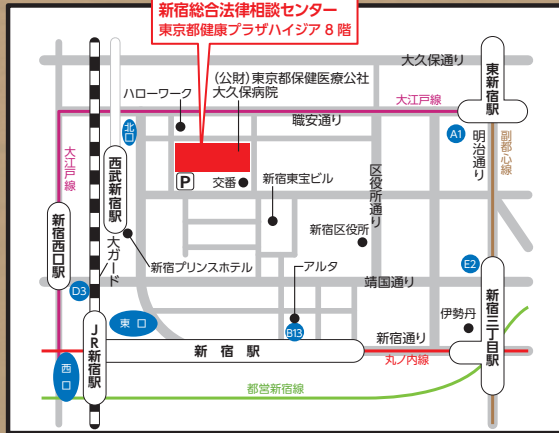 新宿総合法律相談センター
東京都健康プラザハイジア 8 階
大久保通り
(公財)東京都保健医療公社
大久保病院
ハローワーク
大江戸線
東新宿駅
職安通り
北口
A1
明治通り
副都心線
大江戸線
西武新宿駅
P
交番
新宿東宝ビル
区役所通り
新宿区役所
新宿西口駅
大ガード
新宿プリンスホテル
アルタ
靖国通り
E2
D3
東口
B13
伊勢丹
新宿三丁目駅
JR新宿駅
新宿駅
新宿通り
丸ノ内線
西口
都営新宿線